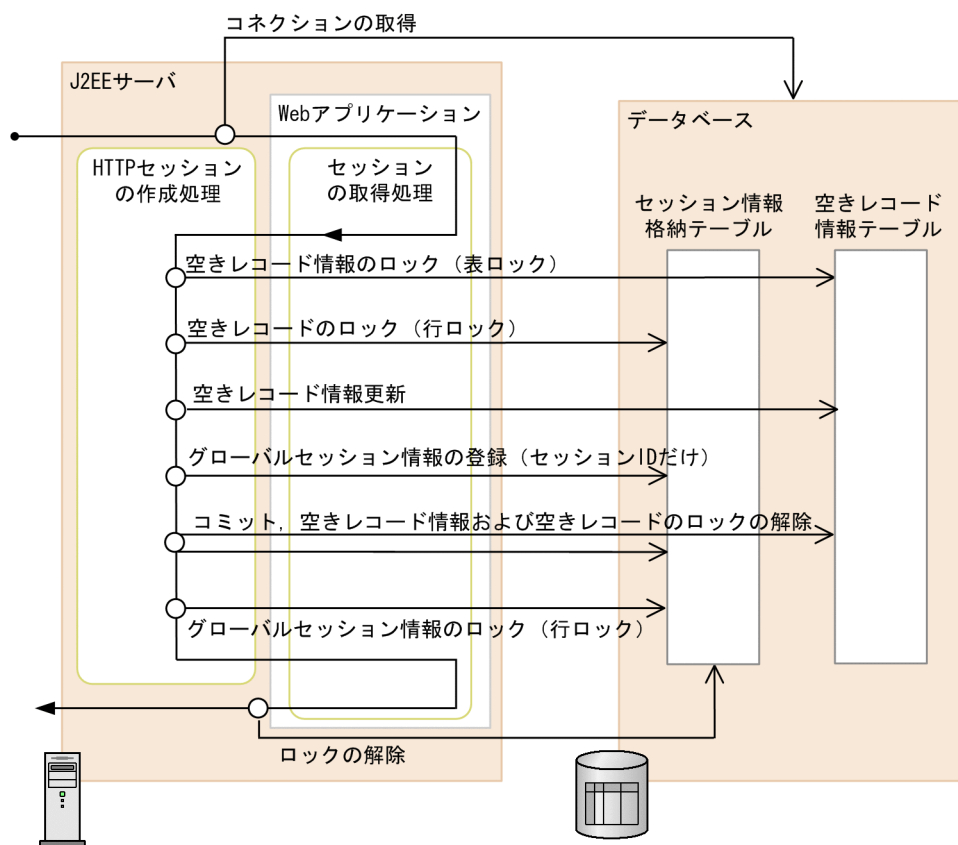 コネクションの取得
J2EEサーバ
Webアプリケーション
データベース
HTTPセッション
の作成処理
セッション
の取得処理
セッション情報
格納テーブル
空きレコード
情報テーブル
空きレコード情報のロック（表ロック）
空きレコードのロック（行ロック）
空きレコード情報更新
グローバルセッション情報の登録（セッションIDだけ）
コミット，空きレコード情報および空きレコードのロックの解除
グローバルセッション情報のロック（行ロック）
ロックの解除